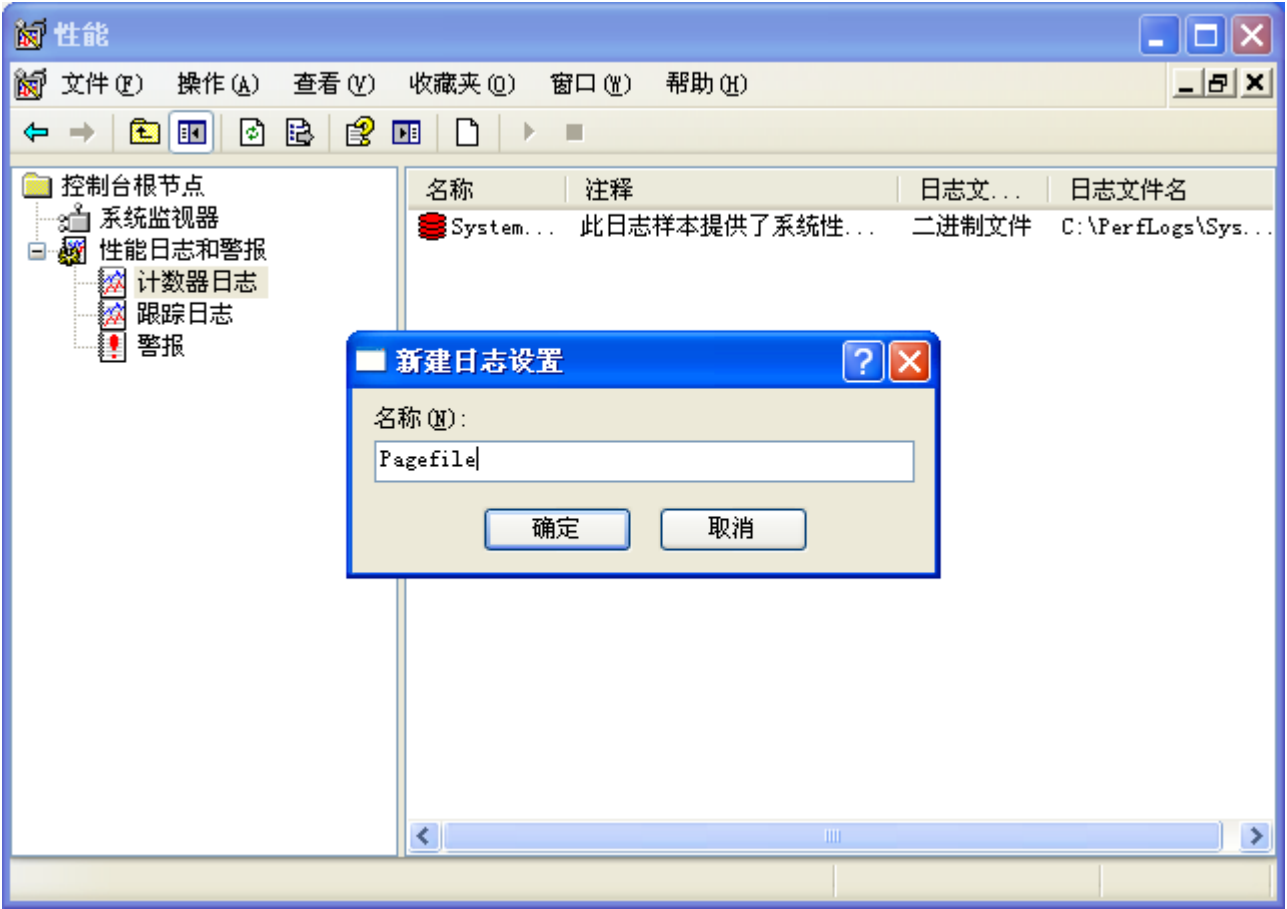 性能
文件(F) 操作(A) 查看(V) 收藏夹(O) 窗口(W) 帮助(H)
控制台根节点
系统监视器
性能日志和警报
计数器日志
跟踪日志
警报
名称 注释 日志文... 日志文件名
System... 此日志样本提供了系统性... 二进制文件 C:\PerfLogs\Sys...
新建日志设置
名称(N):
Pagefile
确定 取消